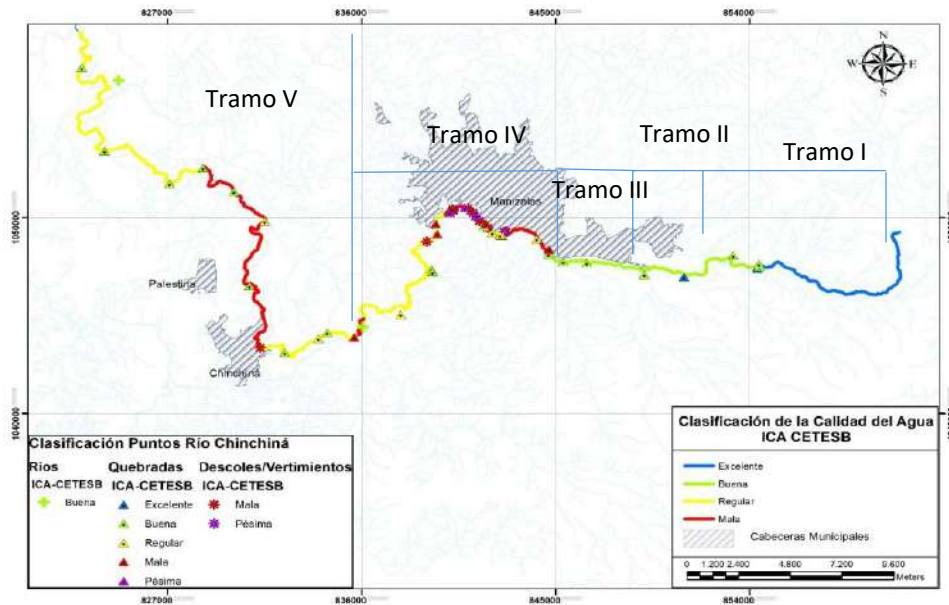 827000 836000 845000 854000
N
W E
S
Tramo V
Tramo IV
Tramo II
Tramo I
Tramo III
Manizales
1050000
Palestina
Chinchiná
1040000
Clasificación Puntos Río Chinchiná
Rios Quebradas Descoles/Vertimientos
ICA-CETESB ICA-CETESB ICA-CETESB
Buena Excelente Mala
Buena Pésima
Regular
Mala
Pésima
Clasificación de la Calidad del Agua
ICA CETESB
Excelente
Buena
Regular
Mala
Cabeceras Municipales
0 1.200 2.400 4.800 7.200 9.600
Meters
827000 836000 845000 854000